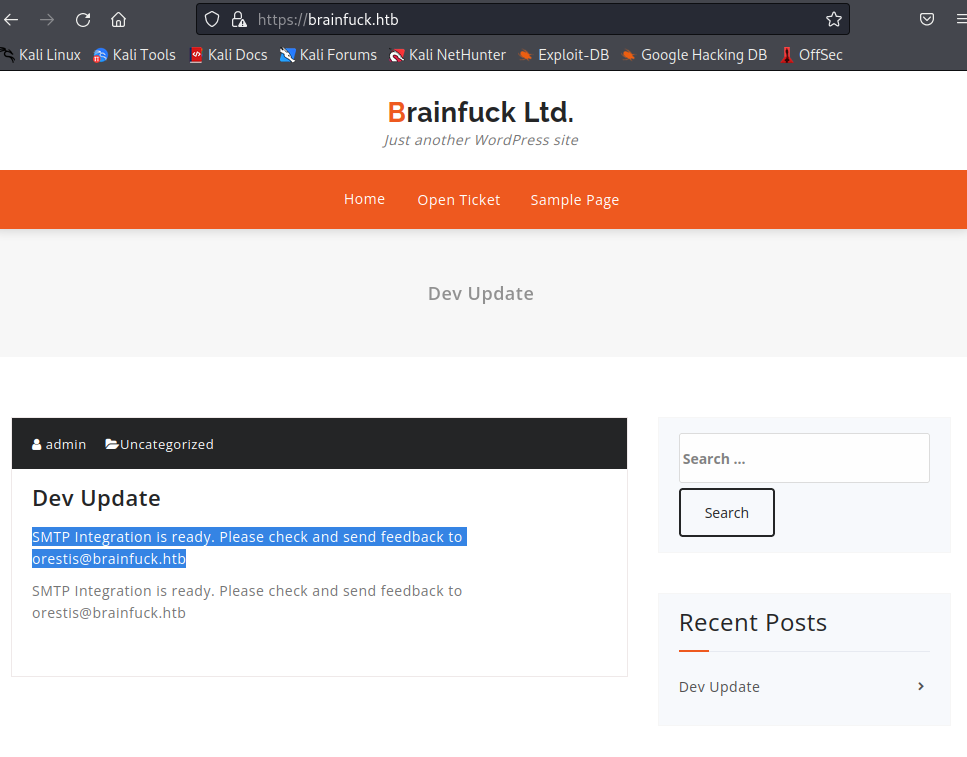 https://brainfuck.htb
Kali Linux Kali Tools Kali Docs Kali Forums Kali NetHunter Exploit-DB Google Hacking DB OffSec
Brainfuck Ltd.
Just another WordPress site
Home Open Ticket Sample Page
Dev Update
admin Uncategorized
Dev Update
SMTP Integration is ready. Please check and send feedback to
orestis@brainfuck.htb
SMTP Integration is ready. Please check and send feedback to
orestis@brainfuck.htb
Search ...
Search
Recent Posts
Dev Update